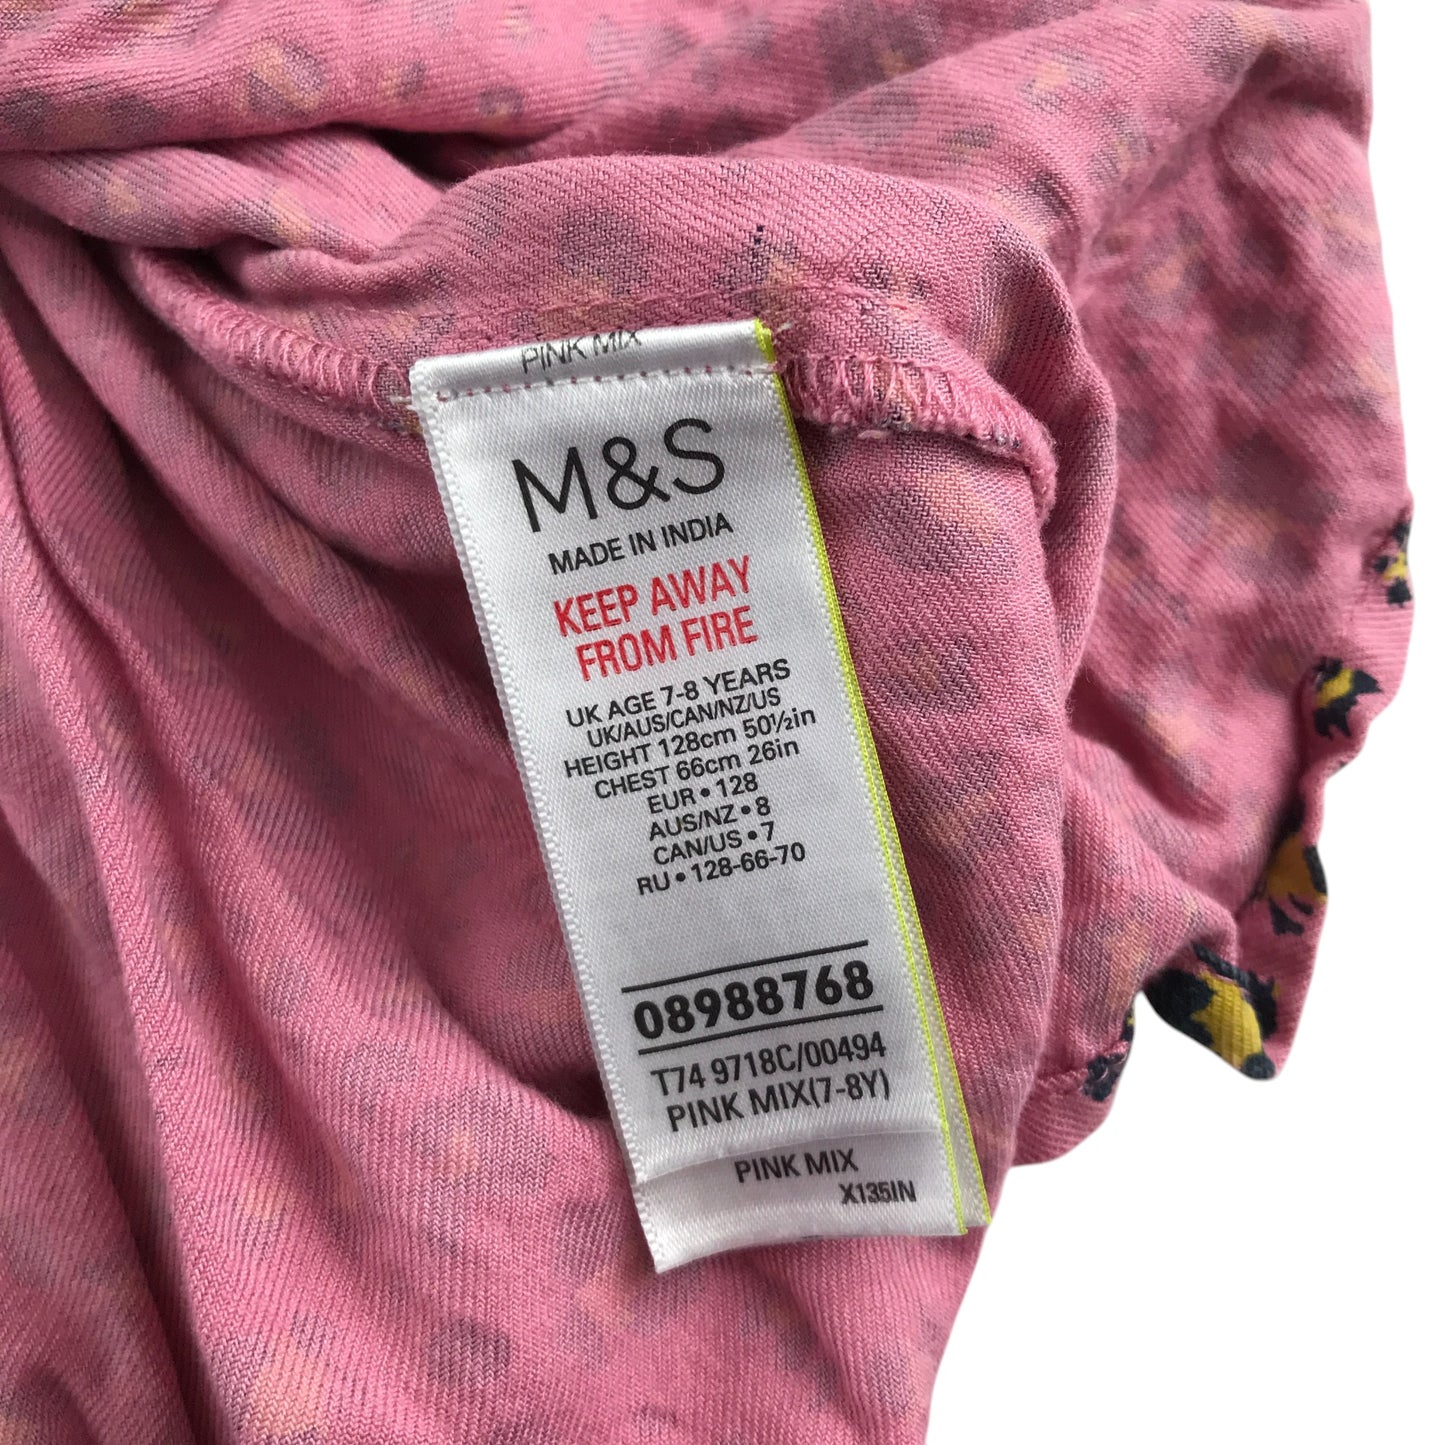 PINK MIX
M&S
MADE IN INDIA
KEEP AWAY
FROM FIRE
UK AGE 7-8 YEARS
UK/AUS/CAN/NZ/US
HEIGHT 128cm 50½in
CHEST 66cm 26in
EUR • 128
AUS/NZ • 8
CAN/US • 7
RU • 128-66-70
08988768
T74 9718C/00494
PINK MIX(7-8Y)
PINK MIX
X135IN